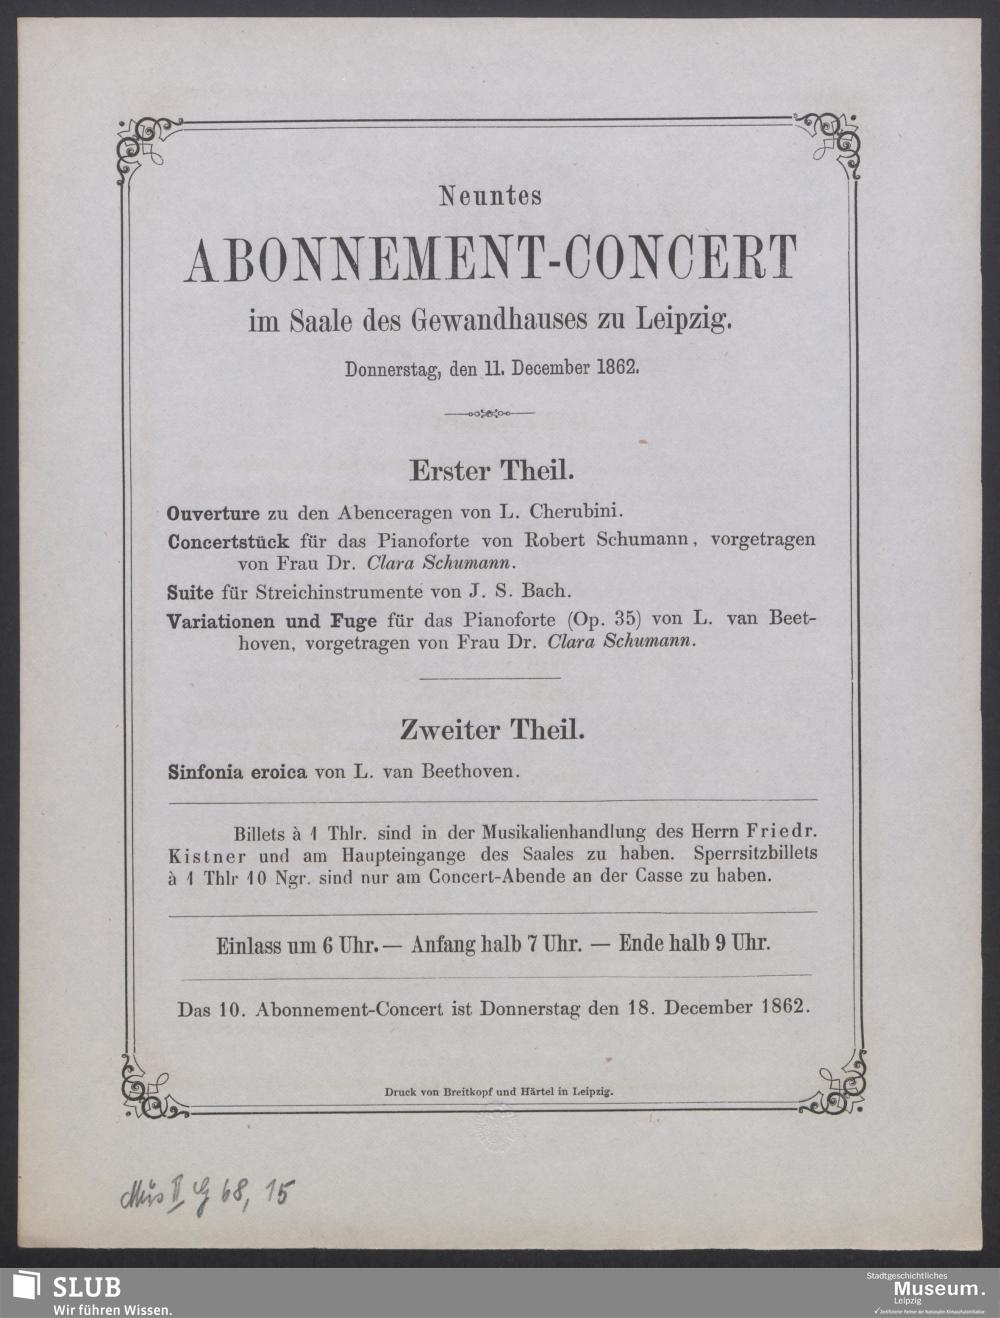 Neuntes
ABONNEMENT-CONCERT
im Saale des Gewandhauses zu Leipzig.
Donnerstag, den 11. December 1862.
Erster Theil.
Ouverture zu den Abenceragen von L. Cherubini.
Concertstück für das Pianoforte von Robert Schumann, vorgetragen
von Frau Dr. Clara Schumann.
Suite für Streichinstrumente von J. S. Bach.
Variationen und Fuge für das Pianoforte (Op. 35) von L. van Beet-
hoven, vorgetragen von Frau Dr. Clara Schumann.
Zweiter Theil.
Sinfonia eroica von L. van Beethoven.
Billets à 1 Thlr. sind in der Musikalienhandlung des Herrn Friedr.
Kistner und am Haupteingange des Saales zu haben. Sperrsitzbillets
à 1 Thlr 10 Ngr. sind nur am Concert-Abende an der Casse zu haben.
Einlass um 6 Uhr. — Anfang halb 7 Uhr. — Ende halb 9 Uhr.
Das 10. Abonnement-Concert ist Donnerstag den 18. December 1862.
Druck von Breitkopf und Härtel in Leipzig.
Mus II G 68, 15
SLUB
Wir führen Wissen.
Stadtgeschichtliches
Museum.
Leipzig
Zertifizierter Partner der Nationalen Klimaschutzinitiative